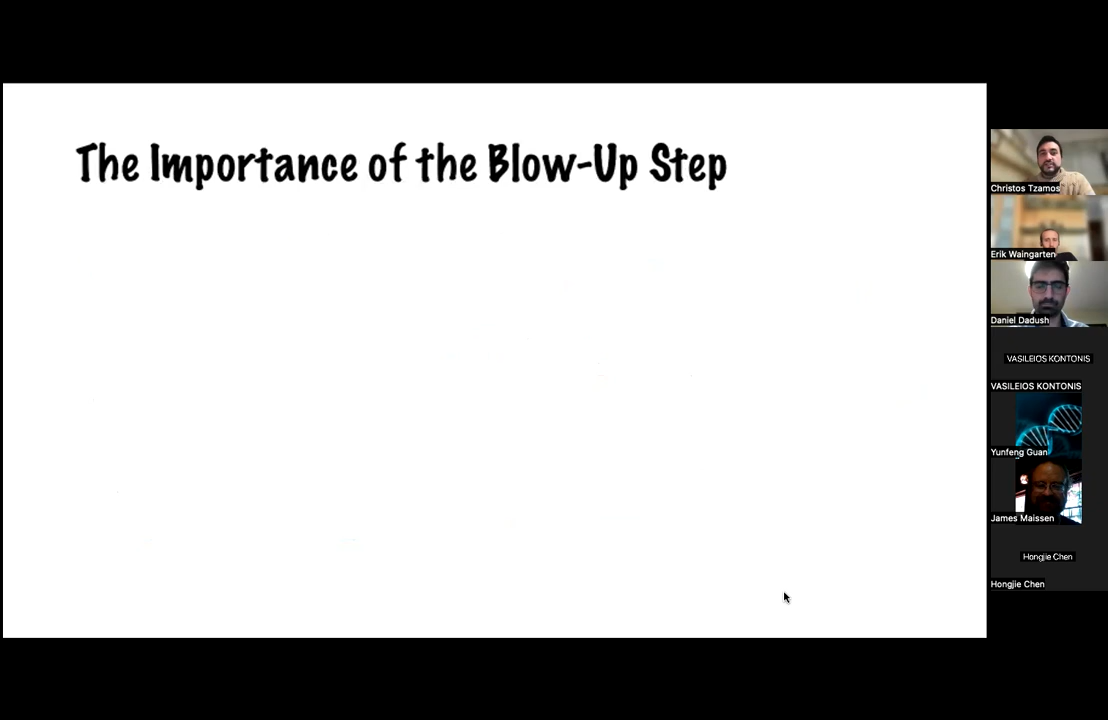 The Importance of the Blow-Up Step
Christos Tzamos
Erik Waingarten
Daniel Dadush
VASILEIOS KONTONIS
VASILEIOS KONTONIS
Yunfeng Guan
James Maissen
Hongjie Chen
Hongjie Chen